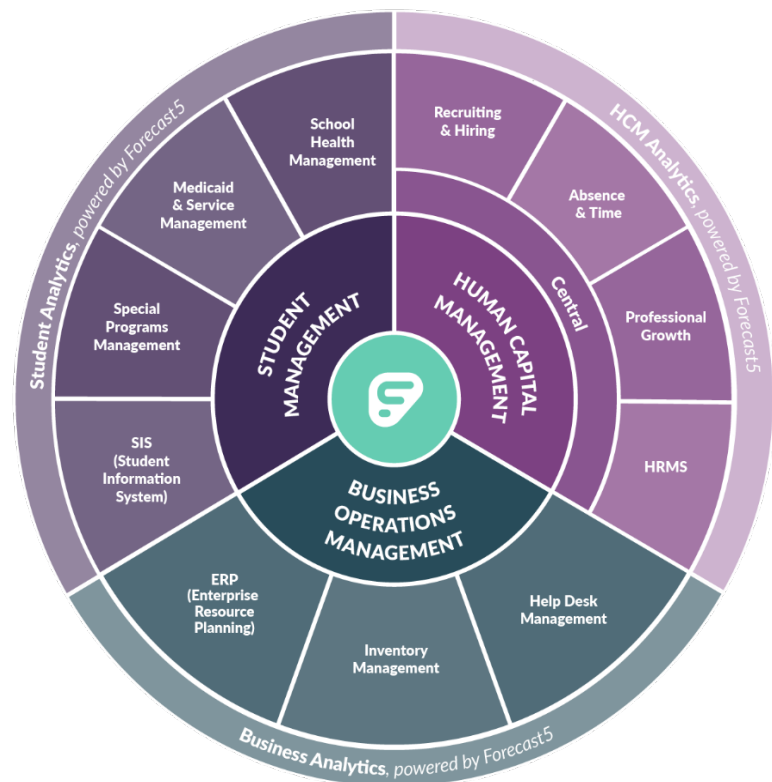 Student Analytics, powered by Forecast5
HCM Analytics, powered by Forecast5
School
Health
Management
Medicaid
& Service
Management
Special
Programs
Management
SIS
(Student
Information
System)
STUDENT
MANAGEMENT
Recruiting
& Hiring
Absence
& Time
Professional
Growth
HRMS
Central
HUMAN CAPITAL
MANAGEMENT
BUSINESS
OPERATIONS
MANAGEMENT
ERP
(Enterprise
Resource
Planning)
Inventory
Management
Help Desk
Management
Business Analytics, powered by Forecast5